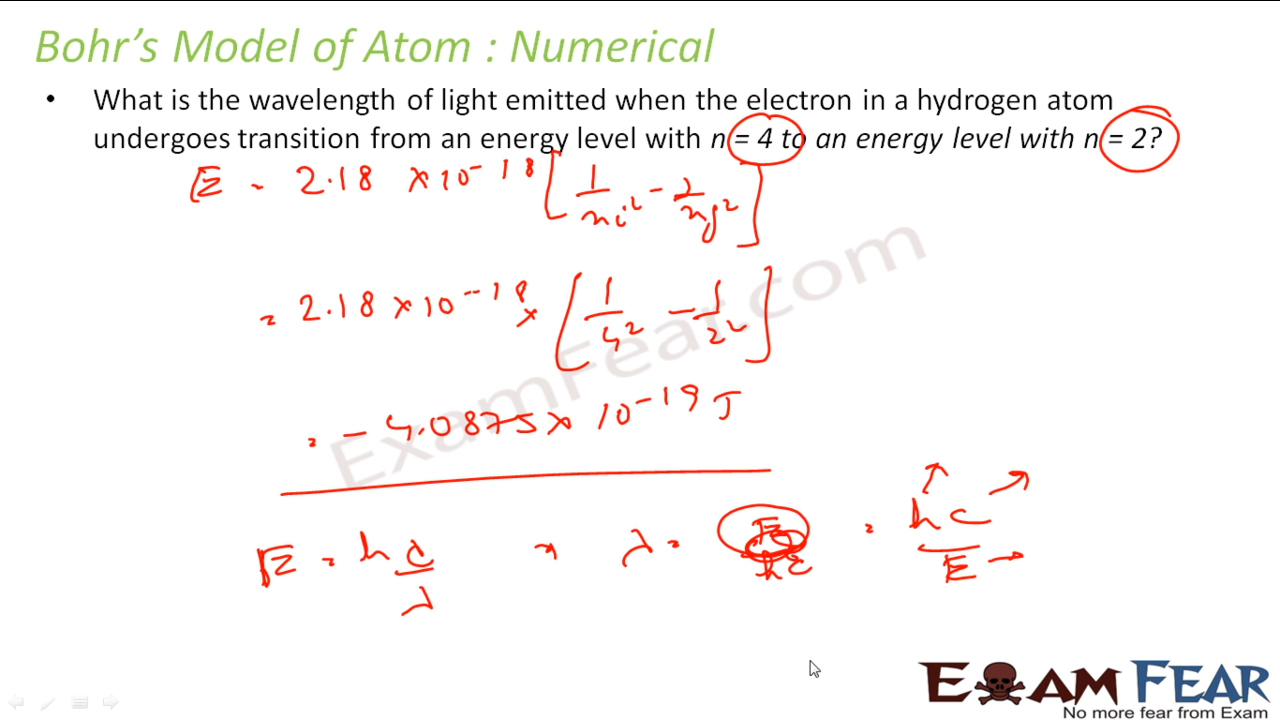 Bohr's Model of Atom : Numerical
• What is the wavelength of light emitted when the electron in a hydrogen atom
undergoes transition from an energy level with n = 4 to an energy level with n = 2?
E = 2.18 × 10⁻¹⁸ [1/ni² - 1/nf²]
= 2.18 × 10⁻¹⁸ × [1/4² - 1/2²]
= - 4.0875 × 10⁻¹⁹ J
E = h c/λ → λ = = hc/E
ExamFear.com
EXAMFEAR
No more fear from Exam